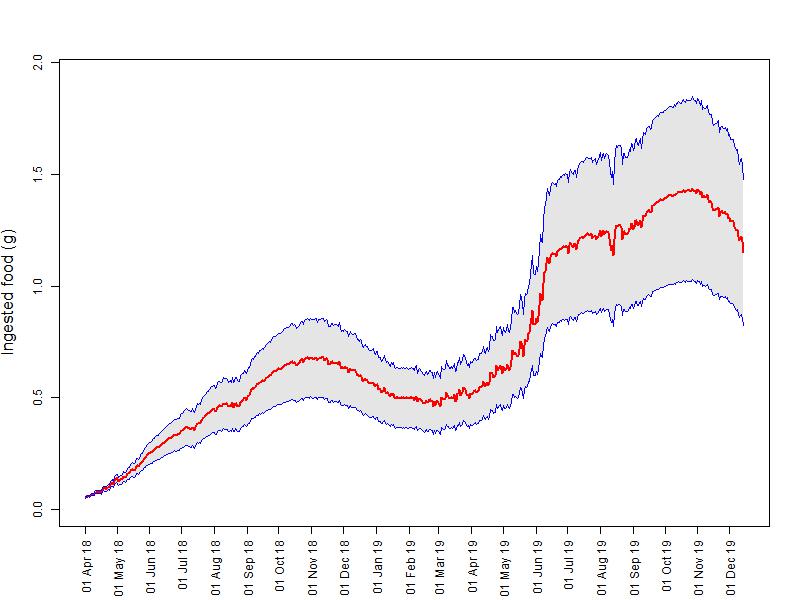 Ingested food (g)
2.0
1.5
1.0
0.5
0.0
01 Apr 18
01 May 18
01 Jun 18
01 Jul 18
01 Aug 18
01 Sep 18
01 Oct 18
01 Nov 18
01 Dec 18
01 Jan 19
01 Feb 19
01 Mar 19
01 Apr 19
01 May 19
01 Jun 19
01 Jul 19
01 Aug 19
01 Sep 19
01 Oct 19
01 Nov 19
01 Dec 19